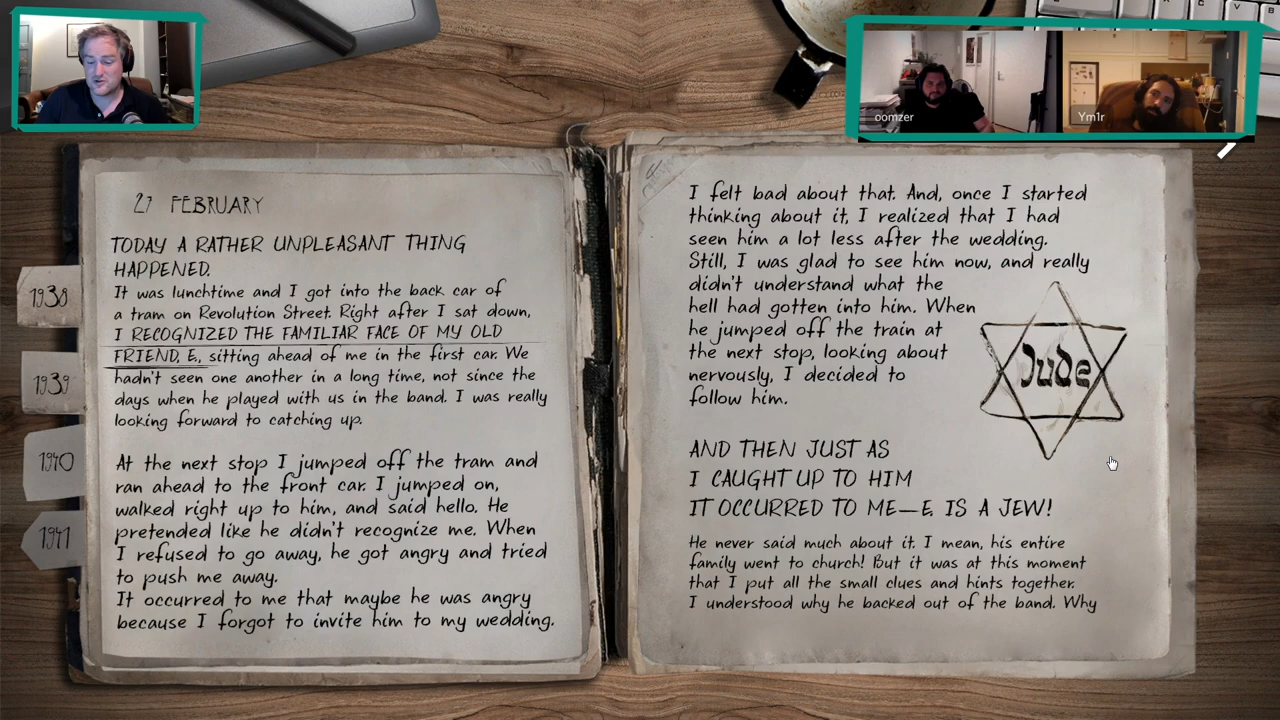 oomzer
Ym1r
27 FEBRUARY
TODAY A RATHER UNPLEASANT THING
HAPPENED.
It was lunchtime and I got into the back car of
a tram on Revolution Street. Right after I sat down,
I RECOGNIZED THE FAMILIAR FACE OF MY OLD
FRIEND, E., sitting ahead of me in the first car. We
hadn't seen one another in a long time, not since the
days when he played with us in the band. I was really
looking forward to catching up.
At the next stop I jumped off the tram and
ran ahead to the front car. I jumped on,
walked right up to him, and said hello. He
pretended like he didn't recognize me. When
I refused to go away, he got angry and tried
to push me away.
It occurred to me that maybe he was angry
because I forgot to invite him to my wedding.
1938
1939
1940
1941
I felt bad about that. And, once I started
thinking about it, I realized that I had
seen him a lot less after the wedding.
Still, I was glad to see him now, and really
didn't understand what the
hell had gotten into him. When
he jumped off the train at
the next stop, looking about
nervously, I decided to
follow him.
Jude
AND THEN JUST AS
I CAUGHT UP TO HIM
IT OCCURRED TO ME—E. IS A JEW!
He never said much about it. I mean, his entire
family went to church! But it was at this moment
that I put all the small clues and hints together.
I understood why he backed out of the band. Why